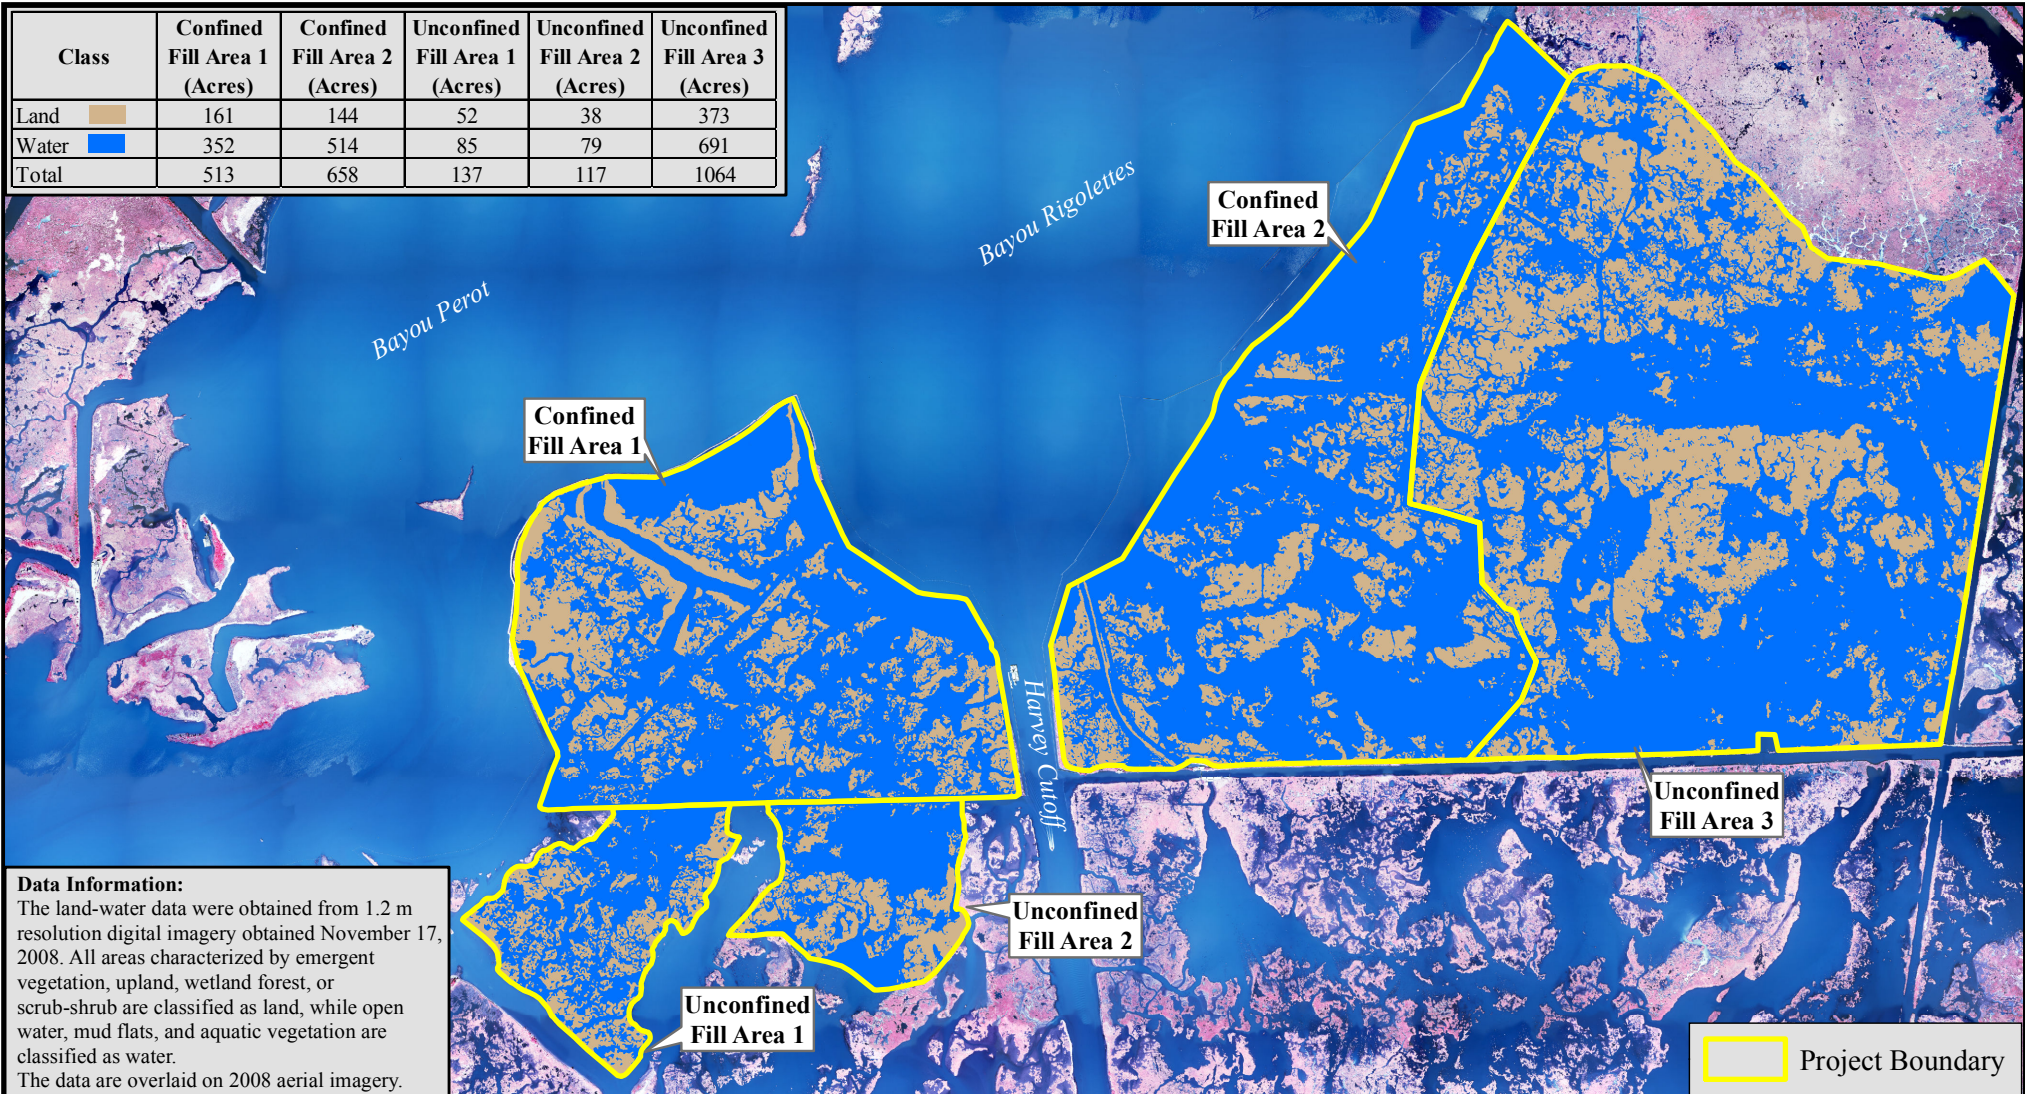 Class Confined Fill Area 1 (Acres) Confined Fill Area 2 (Acres) Unconfined Fill Area 1 (Acres) Unconfined Fill Area 2 (Acres) Unconfined Fill Area 3 (Acres)
Land 161 144 52 38 373
Water 352 514 85 79 691
Total 513 658 137 117 1064
Bayou Rigolettes
Confined
Fill Area 2
Bayou Perot
Confined
Fill Area 1
Harvey Cutoff
Unconfined
Fill Area 3
Unconfined
Fill Area 2
Unconfined
Fill Area 1
Data Information:
The land-water data were obtained from 1.2 m
resolution digital imagery obtained November 17,
2008. All areas characterized by emergent
vegetation, upland, wetland forest, or
scrub-shrub are classified as land, while open
water, mud flats, and aquatic vegetation are
classified as water.
The data are overlaid on 2008 aerial imagery.
Project Boundary